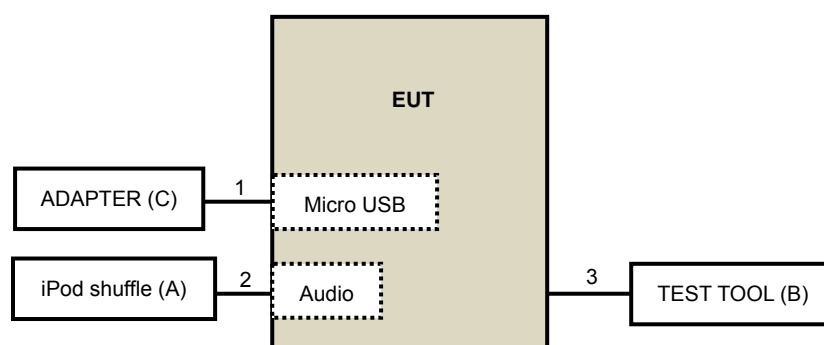 EUT
ADAPTER (C)
1
Micro USB
iPod shuffle (A)
2
Audio
3
TEST TOOL (B)